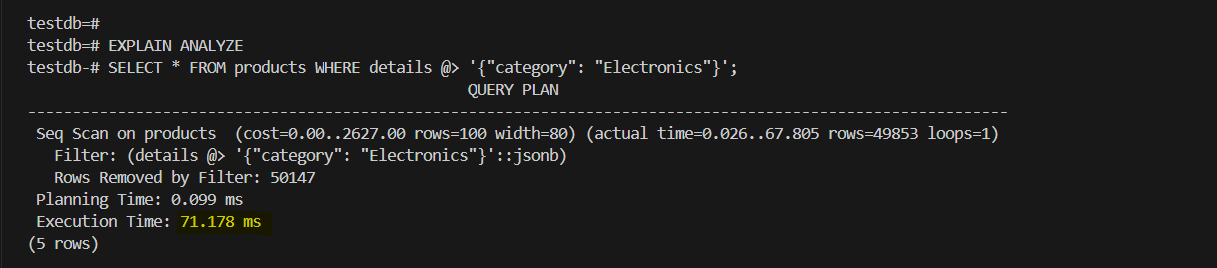 testdb=#
testdb=# EXPLAIN ANALYZE
testdb-# SELECT * FROM products WHERE details @> '{"category": "Electronics"}';
QUERY PLAN
-------------------------------------------------------------------------------------------------------------
Seq Scan on products  (cost=0.00..2627.00 rows=100 width=80) (actual time=0.026..67.805 rows=49853 loops=1)
Filter: (details @> '{"category": "Electronics"}'::jsonb)
Rows Removed by Filter: 50147
Planning Time: 0.099 ms
Execution Time: 71.178 ms
(5 rows)